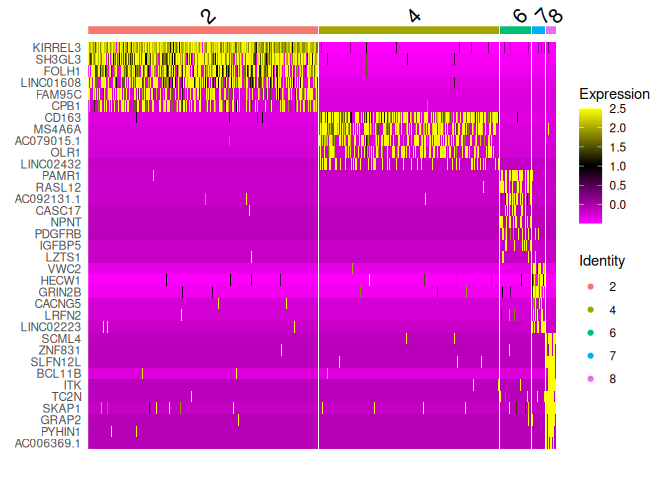 2 4 6 7 8
KIRREL3
SH3GL3
FOLH1
LINC01608
FAM95C
CPB1
CD163
MS4A6A
AC079015.1
OLR1
LINC02432
PAMR1
RASL12
AC092131.1
CASC17
NPNT
PDGFRB
IGFBP5
LZTS1
VWC2
HECW1
GRIN2B
CACNG5
LRFN2
LINC02223
SCML4
ZNF831
SLFN12L
BCL11B
ITK
TC2N
SKAP1
GRAP2
PYHIN1
AC006369.1
Expression
2.5
2.0
1.5
1.0
0.5
0.0
Identity
2
4
6
7
8